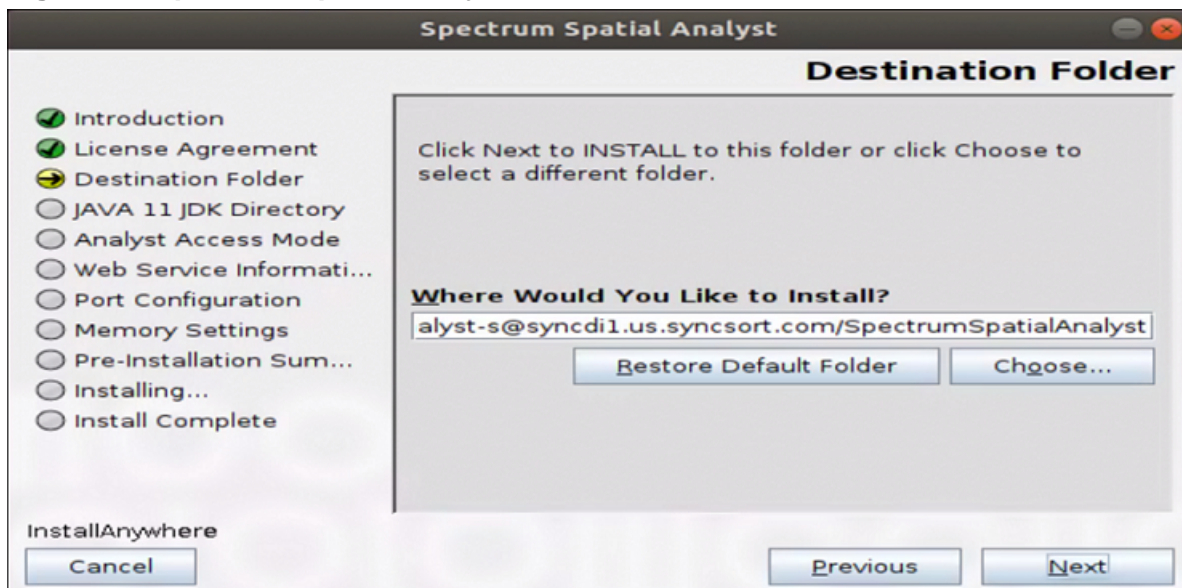 Spectrum Spatial Analyst
Destination Folder
Introduction
License Agreement
Destination Folder
JAVA 11 JDK Directory
Analyst Access Mode
Web Service Informati...
Port Configuration
Memory Settings
Pre-Installation Sum...
Installing...
Install Complete
Click Next to INSTALL to this folder or click Choose to
select a different folder.
Where Would You Like to Install?
alyst-s@syncdi1.us.syncsort.com/SpectrumSpatialAnalyst
Restore Default Folder
Choose...
InstallAnywhere
Cancel
Previous
Next